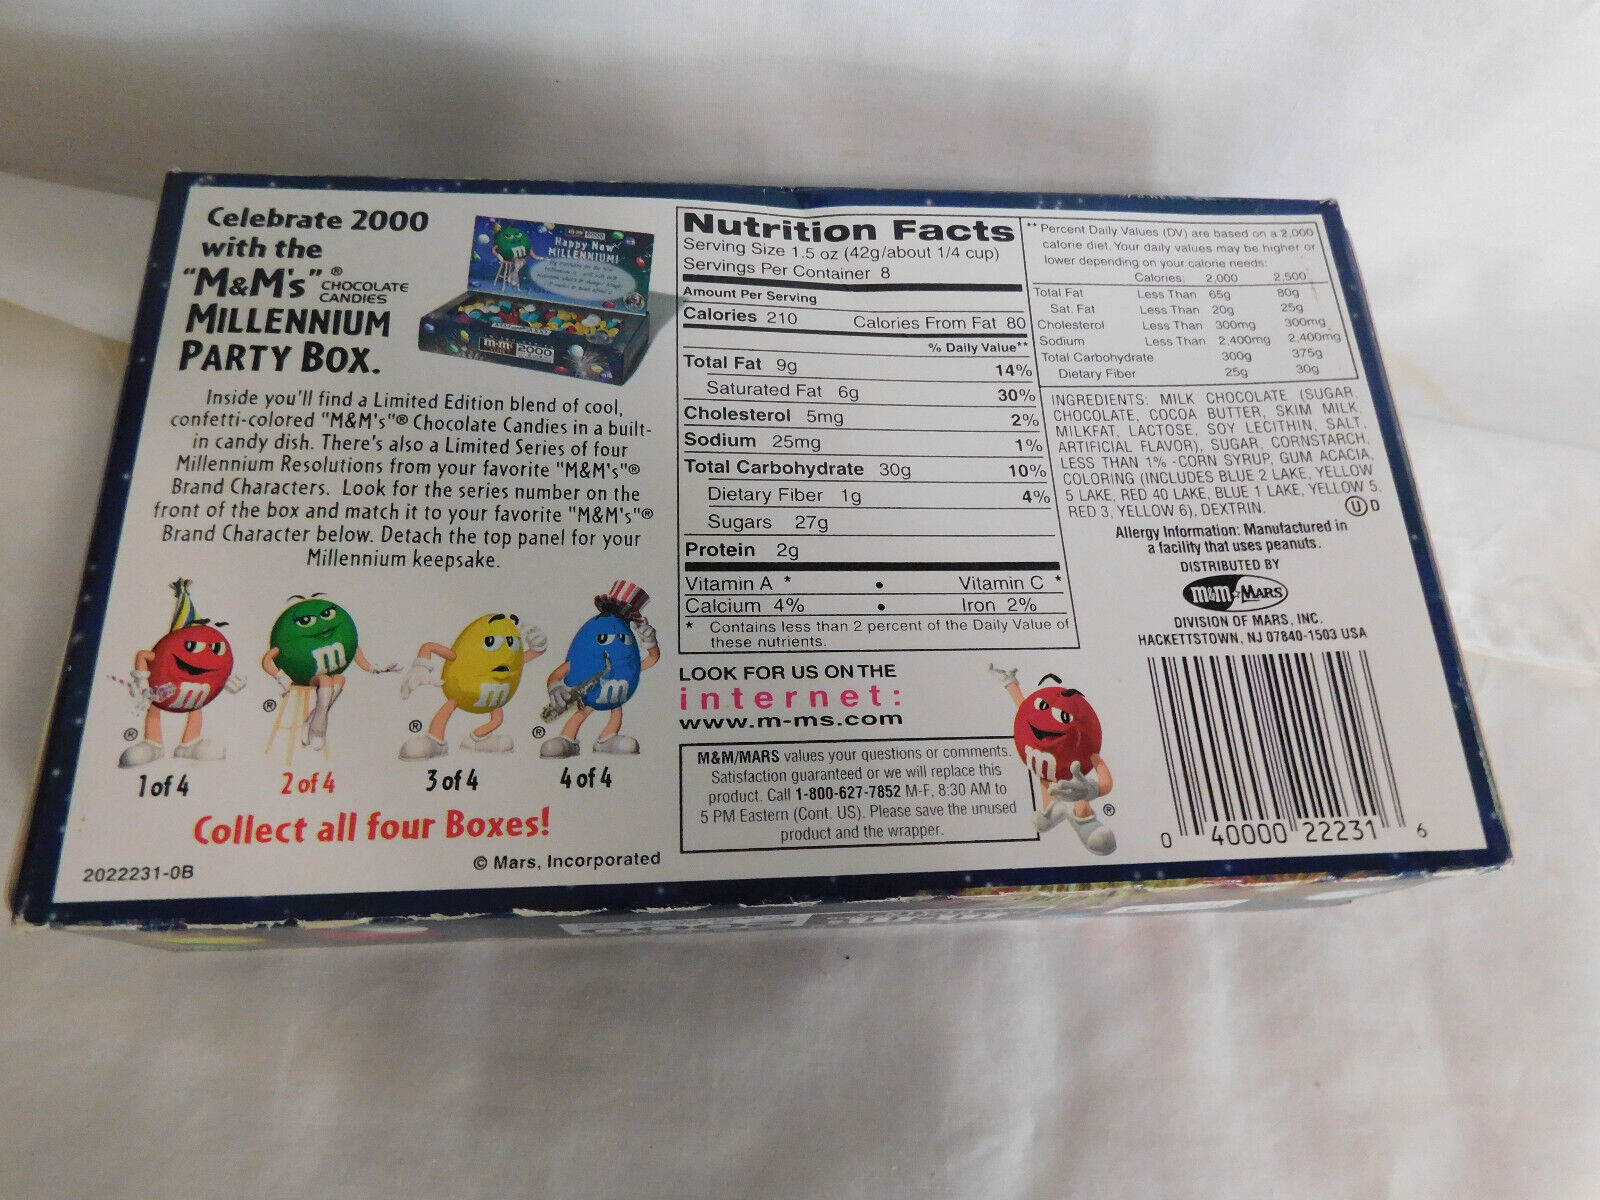 Celebrate 2000
with the
"M&M's"®
CHOCOLATE
CANDIES
MILLENNIUM
PARTY BOX.
Happy New
MILLENNIUM!
2000
Inside you'll find a Limited Edition blend of cool,
confetti-colored "M&M's"® Chocolate Candies in a built-
in candy dish. There's also a Limited Series of four
Millennium Resolutions from your favorite "M&M's"®
Brand Characters. Look for the series number on the
front of the box and match it to your favorite "M&M's"®
Brand Character below. Detach the top panel for your
Millennium keepsake.
m
m
m
m
® ® ® ®
1 of 4 2 of 4 3 of 4 4 of 4
Collect all four Boxes!
2022231-0B
© Mars, Incorporated
Nutrition Facts
Serving Size 1.5 oz (42g/about 1/4 cup)
Servings Per Container 8
Amount Per Serving
Calories 210 Calories From Fat 80
% Daily Value**
Total Fat 9g 14%
Saturated Fat 6g 30%
Cholesterol 5mg 2%
Sodium 25mg 1%
Total Carbohydrate 30g 10%
Dietary Fiber 1g 4%
Sugars 27g
Protein 2g
Vitamin A * • Vitamin C *
Calcium 4% • Iron 2%
* Contains less than 2 percent of the Daily Value of
these nutrients.
** Percent Daily Values (DV) are based on a 2,000
calorie diet. Your daily values may be higher or
lower depending on your calorie needs:
Calories: 2,000 2,500
Total Fat Less Than 65g 80g
Sat. Fat Less Than 20g 25g
Cholesterol Less Than 300mg 300mg
Sodium Less Than 2,400mg 2,400mg
Total Carbohydrate 300g 375g
Dietary Fiber 25g 30g
INGREDIENTS: MILK CHOCOLATE (SUGAR,
CHOCOLATE, COCOA BUTTER, SKIM MILK,
MILKFAT, LACTOSE, SOY LECITHIN, SALT,
ARTIFICIAL FLAVOR), SUGAR, CORNSTARCH,
LESS THAN 1% -CORN SYRUP, GUM ACACIA,
COLORING (INCLUDES BLUE 2 LAKE, YELLOW
5 LAKE, RED 40 LAKE, BLUE 1 LAKE, YELLOW 5,
RED 3, YELLOW 6), DEXTRIN.
Ⓤ D
Allergy Information: Manufactured in
a facility that uses peanuts.
DISTRIBUTED BY
m&m MARS
DIVISION OF MARS, INC.
HACKETTSTOWN, NJ 07840-1503 USA
LOOK FOR US ON THE
internet:
www.m-ms.com
M&M/MARS values your questions or comments.
Satisfaction guaranteed or we will replace this
product. Call 1-800-627-7852 M-F, 8:30 AM to
5 PM Eastern (Cont. US). Please save the unused
product and the wrapper.
m
®
0 40000 22231 6